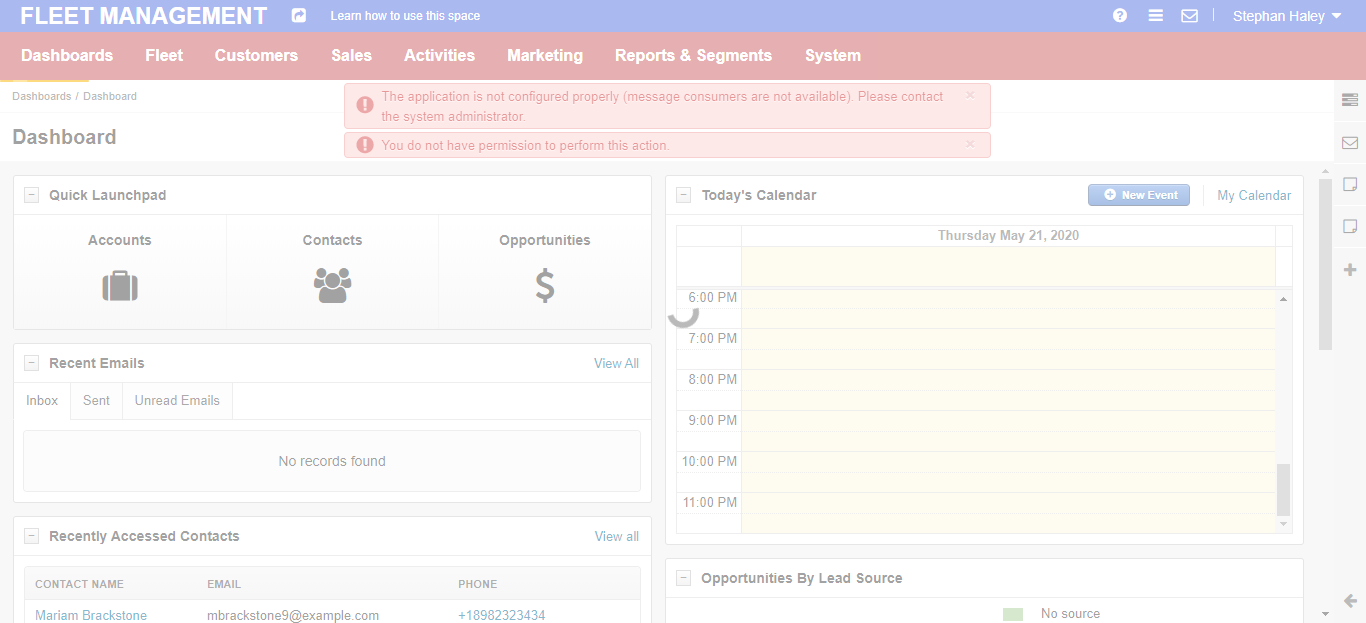 FLEET MANAGEMENT
Learn how to use this space
Stephan Haley
Dashboards
Fleet
Customers
Sales
Activities
Marketing
Reports & Segments
System
Dashboards / Dashboard
The application is not configured properly (message consumers are not available). Please contact
the system administrator.
×
You do not have permission to perform this action.
×
Dashboard
Quick Launchpad
Accounts
Contacts
Opportunities
Recent Emails
View All
Inbox
Sent
Unread Emails
No records found
Recently Accessed Contacts
View all
CONTACT NAME
EMAIL
PHONE
Mariam Brackstone
mbrackstone9@example.com
+18982323434
Today's Calendar
New Event
My Calendar
Thursday May 21, 2020
6:00 PM
7:00 PM
8:00 PM
9:00 PM
10:00 PM
11:00 PM
Opportunities By Lead Source
No source